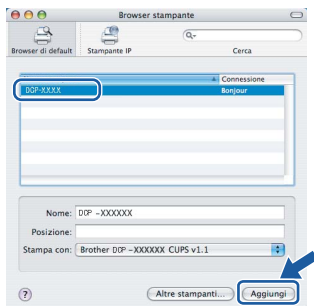 Browser stampante
Browser di default
Stampante IP
Cerca
Connessione
DCP-XXXX
Bonjour
Nome: DCP -XXXXXX
Posizione:
Stampa con: Brother DCP -XXXXXX CUPS v1.1
? Altre stampanti... Aggiungi